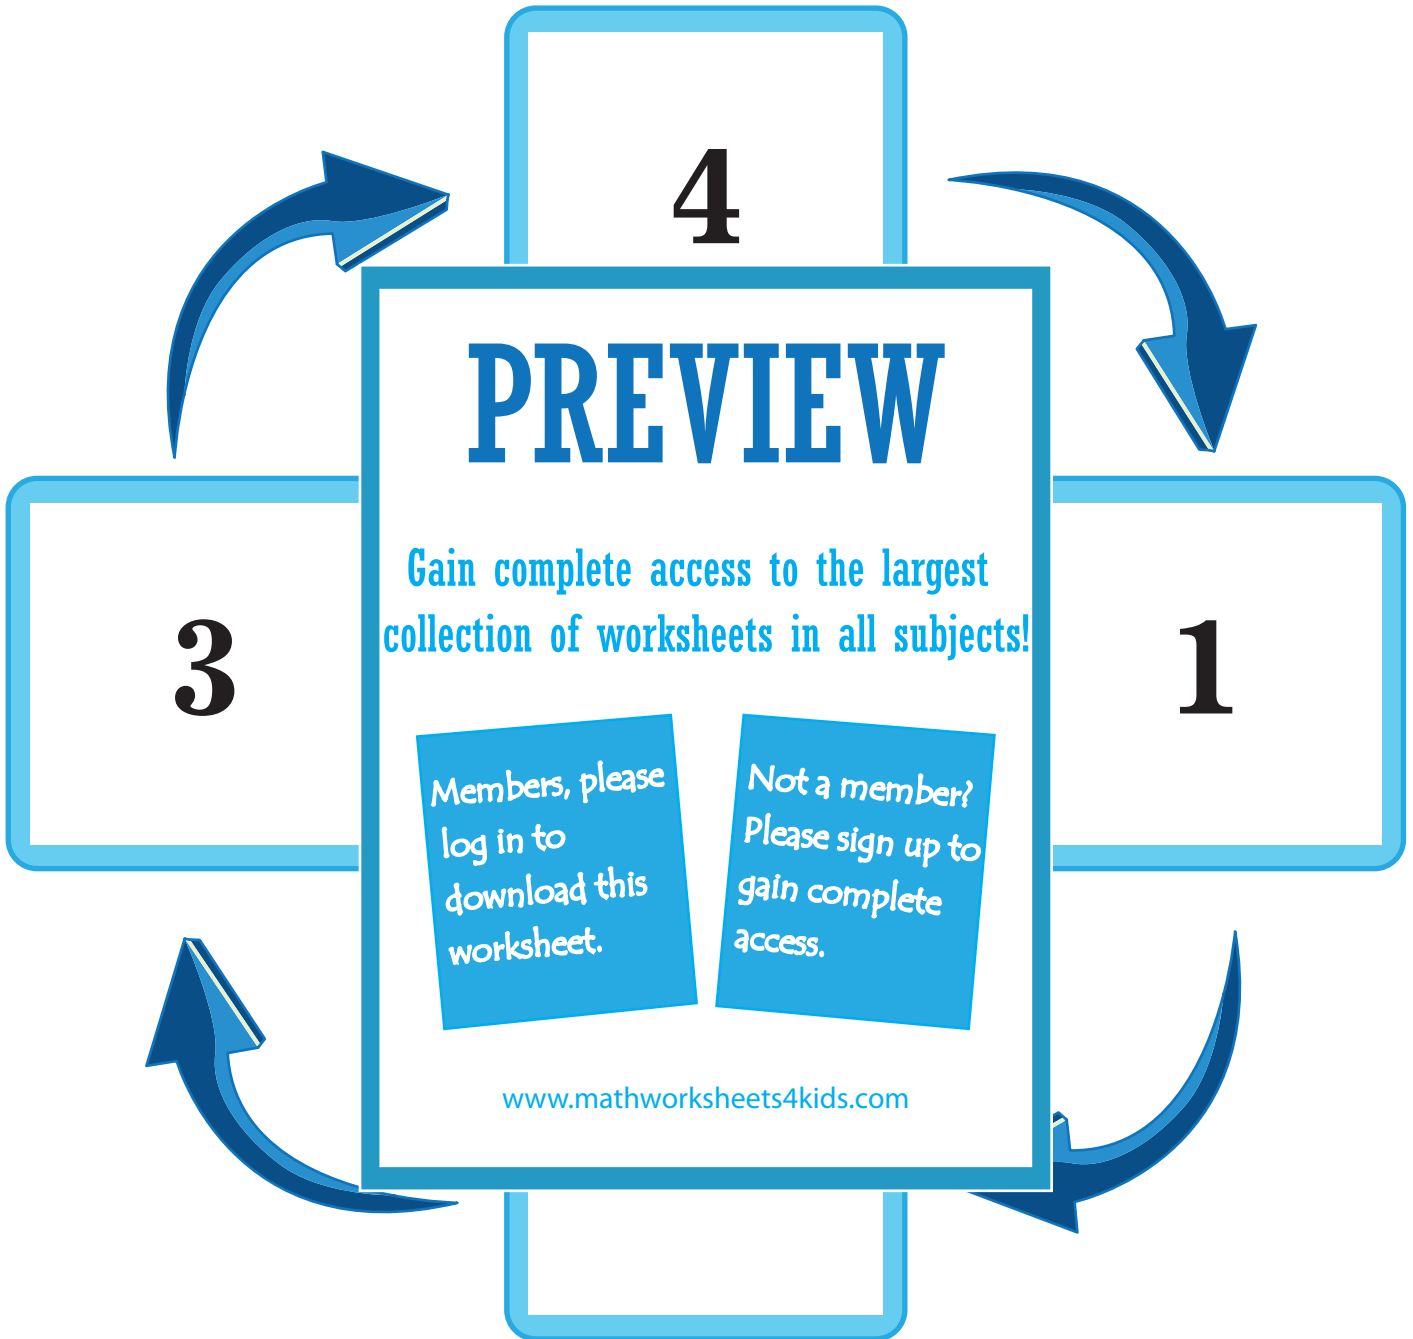 4
PREVIEW
Gain complete access to the largest
collection of worksheets in all subjects!
3
1
Members, please
log in to
download this
worksheet.
Not a member?
Please sign up to
gain complete
access.
www.mathworksheets4kids.com